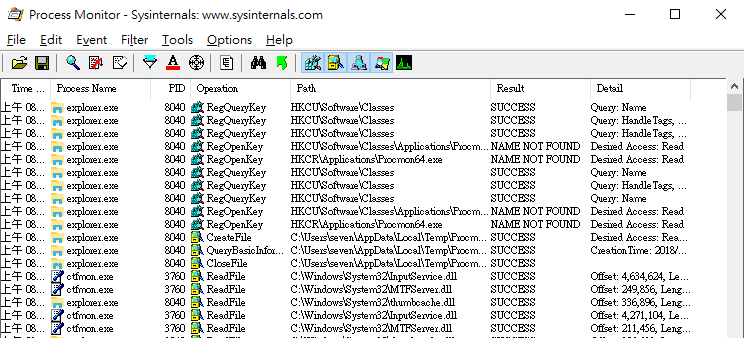 Process Monitor - Sysinternals: www.sysinternals.com
File Edit Event Filter Tools Options Help
Time ... Process Name PID Operation Path Result Detail
上午 08... explorer.exe 8040 RegQueryKey HKCU\Software\Classes SUCCESS Query: Name
上午 08... explorer.exe 8040 RegQueryKey HKCU\Software\Classes SUCCESS Query: HandleTags, ...
上午 08... explorer.exe 8040 RegQueryKey HKCU\Software\Classes SUCCESS Query: HandleTags, ...
上午 08... explorer.exe 8040 RegOpenKey HKCU\Software\Classes\Applications\Procm... NAME NOT FOUND Desired Access: Read
上午 08... explorer.exe 8040 RegOpenKey HKCR\Applications\Procmon64.exe NAME NOT FOUND Desired Access: Read
上午 08... explorer.exe 8040 RegQueryKey HKCU\Software\Classes SUCCESS Query: Name
上午 08... explorer.exe 8040 RegQueryKey HKCU\Software\Classes SUCCESS Query: HandleTags, ...
上午 08... explorer.exe 8040 RegQueryKey HKCU\Software\Classes SUCCESS Query: HandleTags, ...
上午 08... explorer.exe 8040 RegOpenKey HKCU\Software\Classes\Applications\Procm... NAME NOT FOUND Desired Access: Read
上午 08... explorer.exe 8040 RegOpenKey HKCR\Applications\Procmon64.exe NAME NOT FOUND Desired Access: Read
上午 08... explorer.exe 8040 CreateFile C:\Users\seven\AppData\Local\Temp\Procm... SUCCESS Desired Access: Read ...
上午 08... explorer.exe 8040 QueryBasicInfor... C:\Users\seven\AppData\Local\Temp\Procm... SUCCESS CreationTime: 2018/...
上午 08... explorer.exe 8040 CloseFile C:\Users\seven\AppData\Local\Temp\Procm... SUCCESS
上午 08... ctfmon.exe 3760 ReadFile C:\Windows\System32\InputService.dll SUCCESS Offset: 4,634,624, Le...
上午 08... ctfmon.exe 3760 ReadFile C:\Windows\System32\MTFServer.dll SUCCESS Offset: 249,856, Leng...
上午 08... explorer.exe 8040 ReadFile C:\Windows\System32\thumbcache.dll SUCCESS Offset: 336,896, Leng...
上午 08... ctfmon.exe 3760 ReadFile C:\Windows\System32\InputService.dll SUCCESS Offset: 4,271,104, Le...
上午 08... ctfmon.exe 3760 ReadFile C:\Windows\System32\MTFServer.dll SUCCESS Offset: 211,456, Leng...